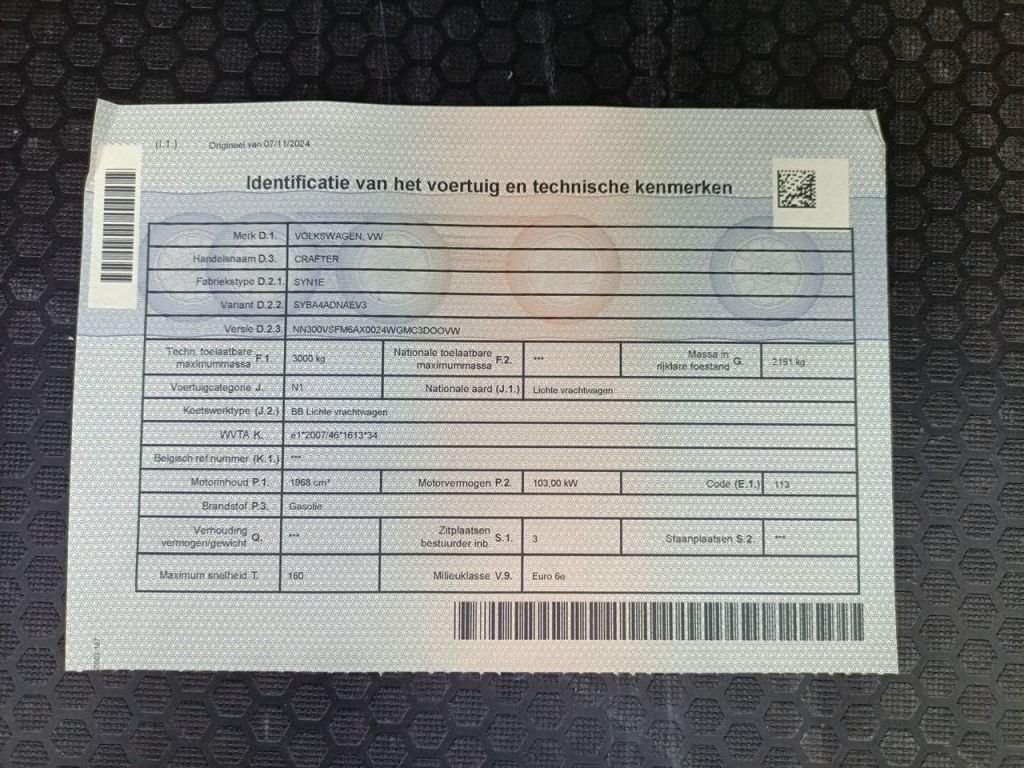 (I.1.) Origineel van 07/11/2024
Identificatie van het voertuig en technische kenmerken
Merk D.1. VOLKSWAGEN, VW
Handelsnaam D.3. CRAFTER
Fabriekstype D.2.1. SYN1E
Variant D.2.2. SYBA4ADNAEV3
Versie D.2.3. NN300VSFM6AX0024WGMC3DOOVW
Techn. toelaatbare maximummassa F.1. 3000 kg Nationale toelaatbare maximummassa F.2. *** Massa in rijklare toestand G. 2151 kg
Voertuigcategorie J. N1 Nationale aard (J.1.) Lichte vrachtwagen
Koetswerktype (J.2.) BB Lichte vrachtwagen
WVTA K. e1*2007/46*1613*34
Belgisch ref.nummer (K.1.) ***
Motorinhoud P.1. 1968 cm³ Motorvermogen P.2. 103,00 kW Code (E.1.) 113
Brandstof P.3. Gasolie
Verhouding vermogen/gewicht Q. *** Zitplaatsen bestuurder inb. S.1. 3 Staanplaatsen S.2. ***
Maximum snelheid T. 160 Milieuklasse V.9. Euro 6e